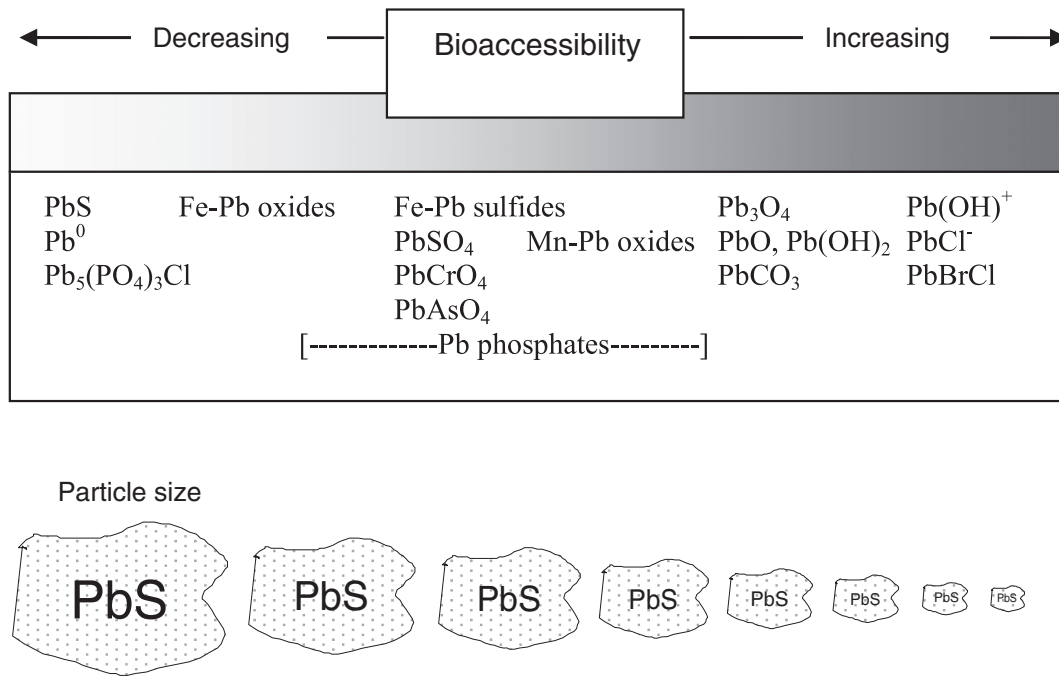 Decreasing Bioaccessibility Increasing
PbS Fe-Pb oxides Fe-Pb sulfides Pb₃O₄ Pb(OH)⁺
Pb⁰ PbSO₄ Mn-Pb oxides PbO, Pb(OH)₂ PbCl⁻
Pb₅(PO₄)₃Cl PbCrO₄ PbCO₃ PbBrCl
PbAsO₄
[------------Pb phosphates--------]
Particle size
PbS PbS PbS PbS PbS PbS PbS PbS